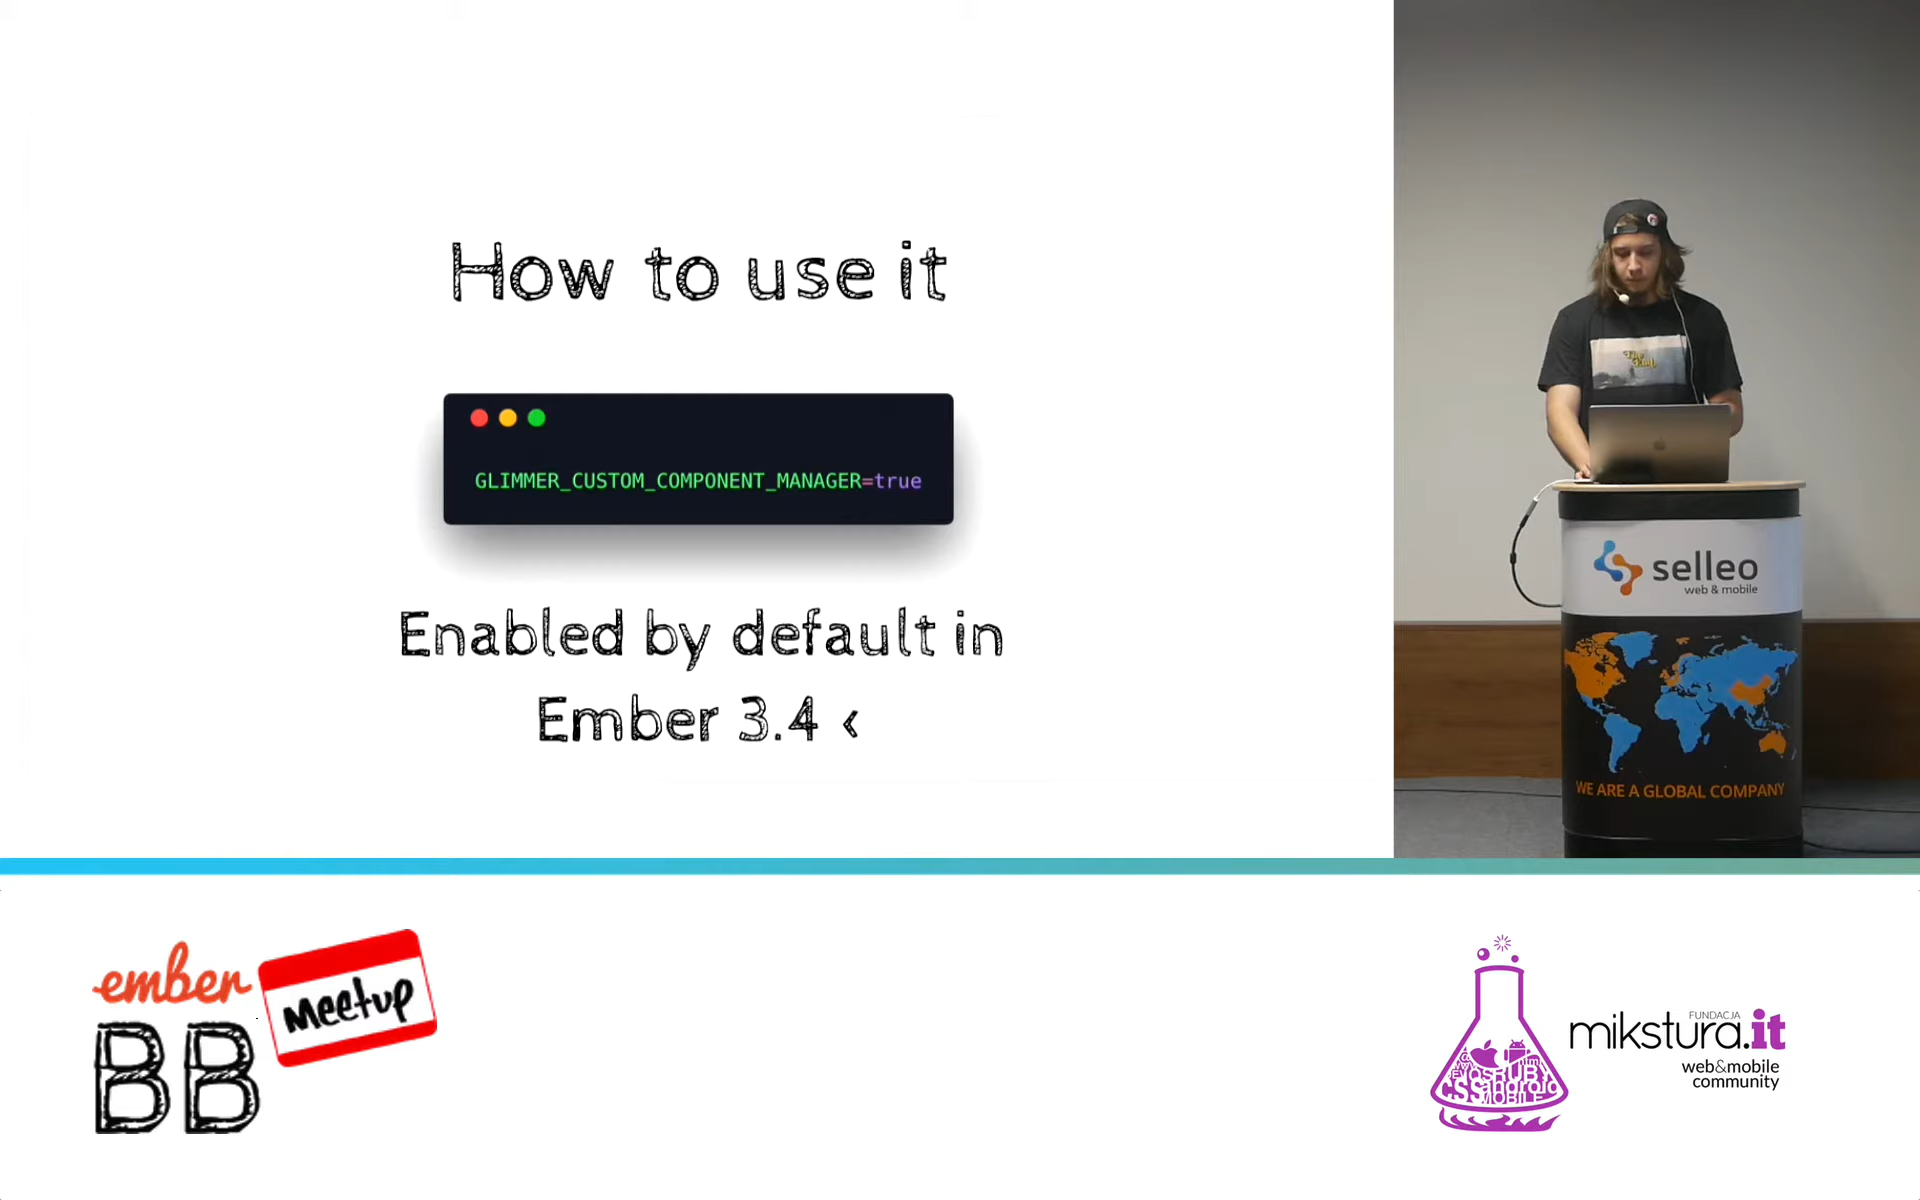 How to use it
GLIMMER_CUSTOM_COMPONENT_MANAGER=true
Enabled by default in
Ember 3.4 <
selleo
web & mobile
WE ARE A GLOBAL COMPANY
ember
BB
Meetup
FUNDACJA
mikstura.it
web&mobile
community